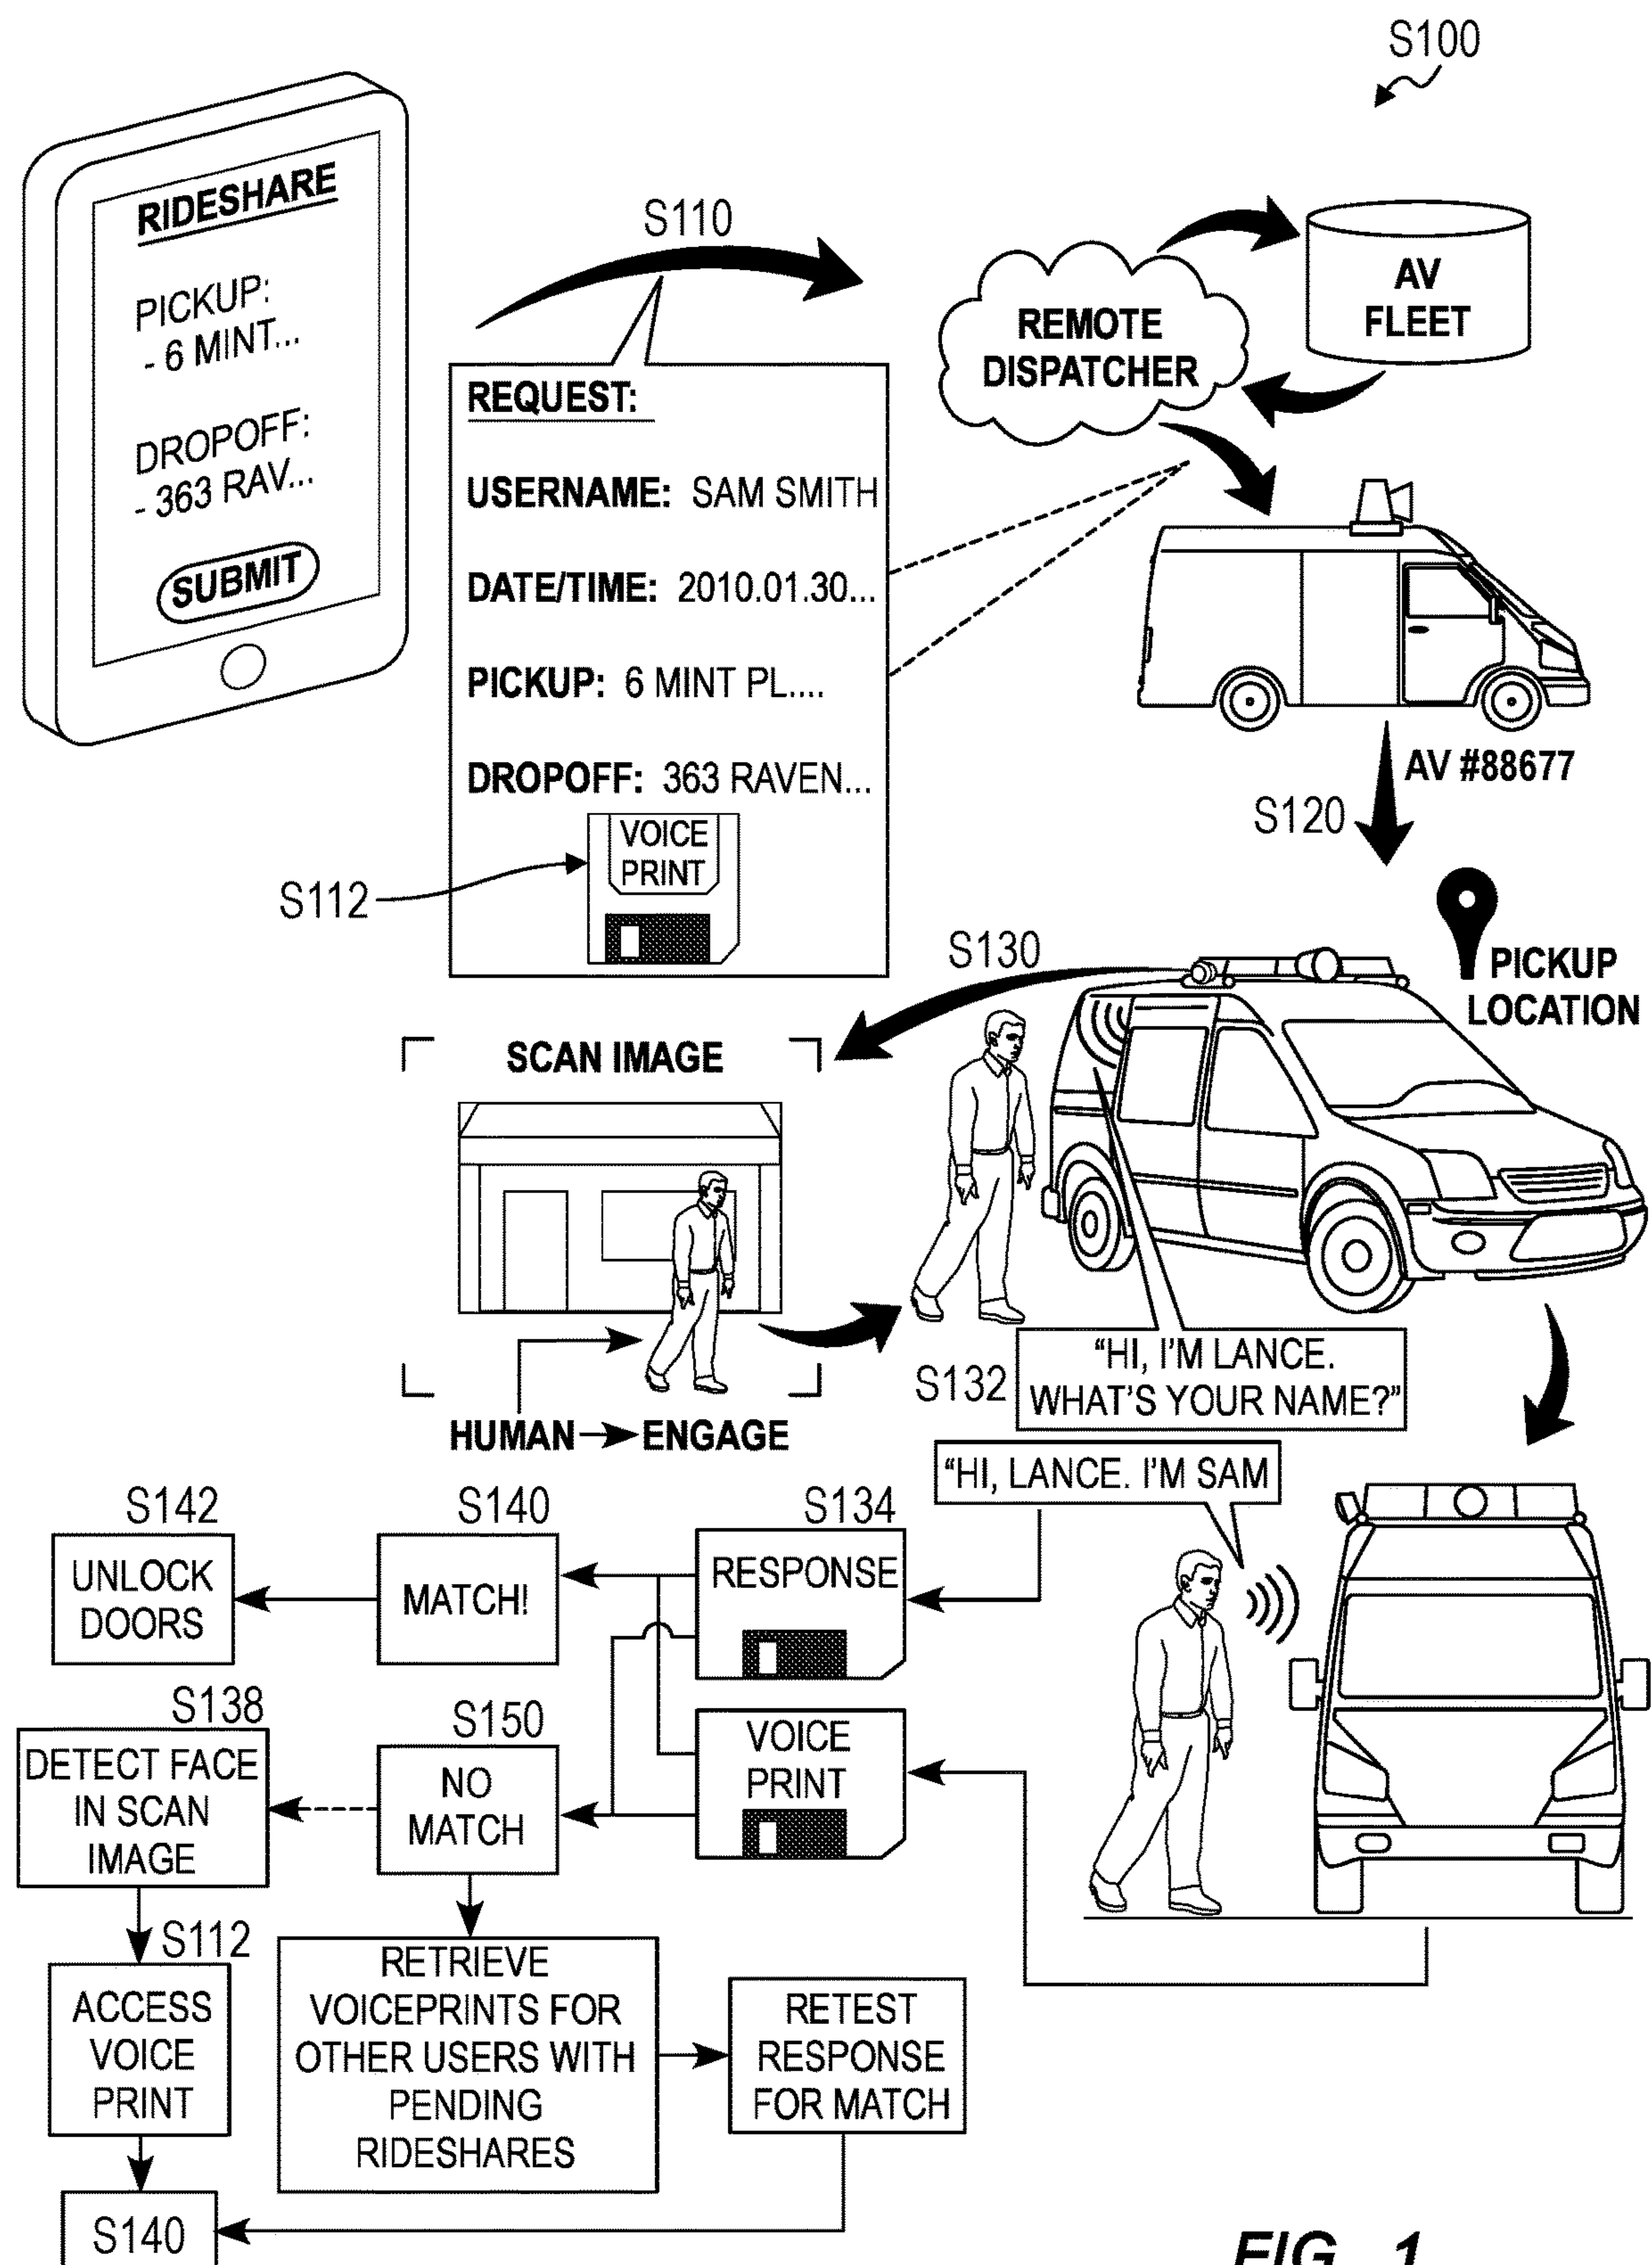 S100
RIDESHARE
PICKUP:
- 6 MINT...
DROPOFF:
- 363 RAV...
SUBMIT
S110
REQUEST:
USERNAME: SAM SMITH
DATE/TIME: 2010.01.30...
PICKUP: 6 MINT PL....
DROPOFF: 363 RAVEN...
VOICE
PRINT
S112
REMOTE
DISPATCHER
AV
FLEET
AV #88677
S120
PICKUP
LOCATION
S130
SCAN IMAGE
HUMAN
ENGAGE
S132
“HI, I’M LANCE.
WHAT’S YOUR NAME?”
“HI, LANCE. I’M SAM
S134
RESPONSE
VOICE
PRINT
S140
MATCH!
S142
UNLOCK
DOORS
S150
NO
MATCH
S138
DETECT FACE
IN SCAN
IMAGE
S112
ACCESS
VOICE
PRINT
RETRIEVE
VOICEPRINTS FOR
OTHER USERS WITH
PENDING
RIDESHARES
RETEST
RESPONSE
FOR MATCH
S140
FIG. 1